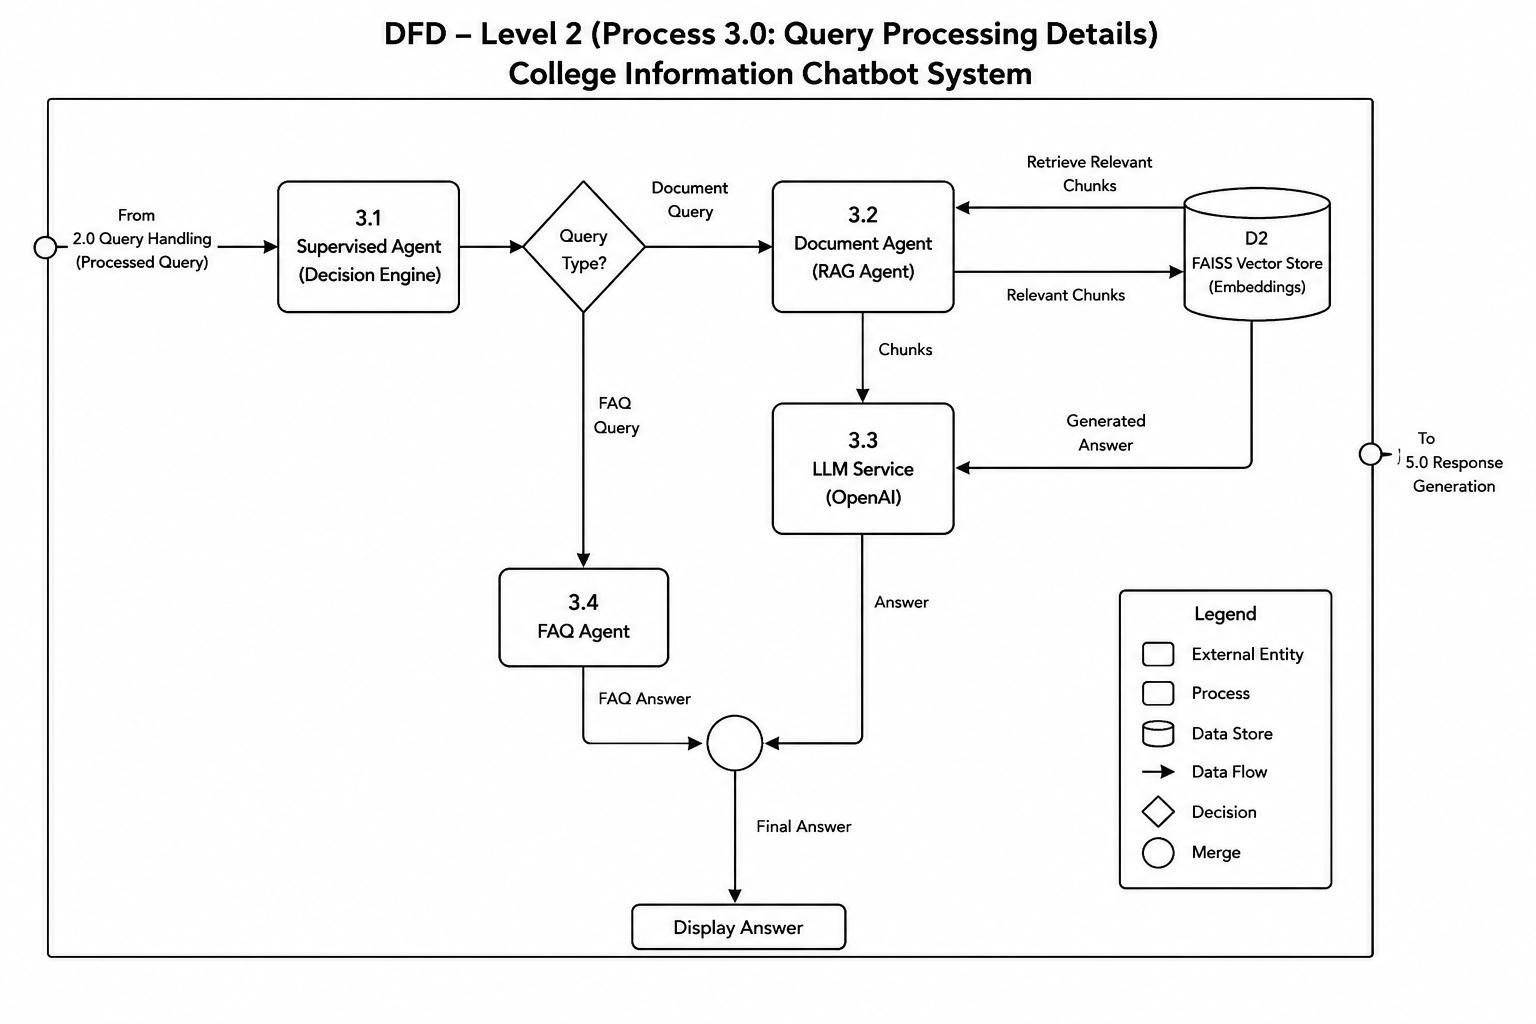 DFD – Level 2 (Process 3.0: Query Processing Details)
College Information Chatbot System
From
2.0 Query Handling
(Processed Query)
3.1
Supervised Agent
(Decision Engine)
Query
Type?
Document
Query
3.2
Document Agent
(RAG Agent)
Retrieve Relevant
Chunks
Relevant Chunks
D2
FAISS Vector Store
(Embeddings)
Chunks
FAQ
Query
3.3
LLM Service
(OpenAI)
Generated
Answer
To
5.0 Response
Generation
3.4
FAQ Agent
Answer
FAQ Answer
Final Answer
Display Answer
Legend
External Entity
Process
Data Store
Data Flow
Decision
Merge